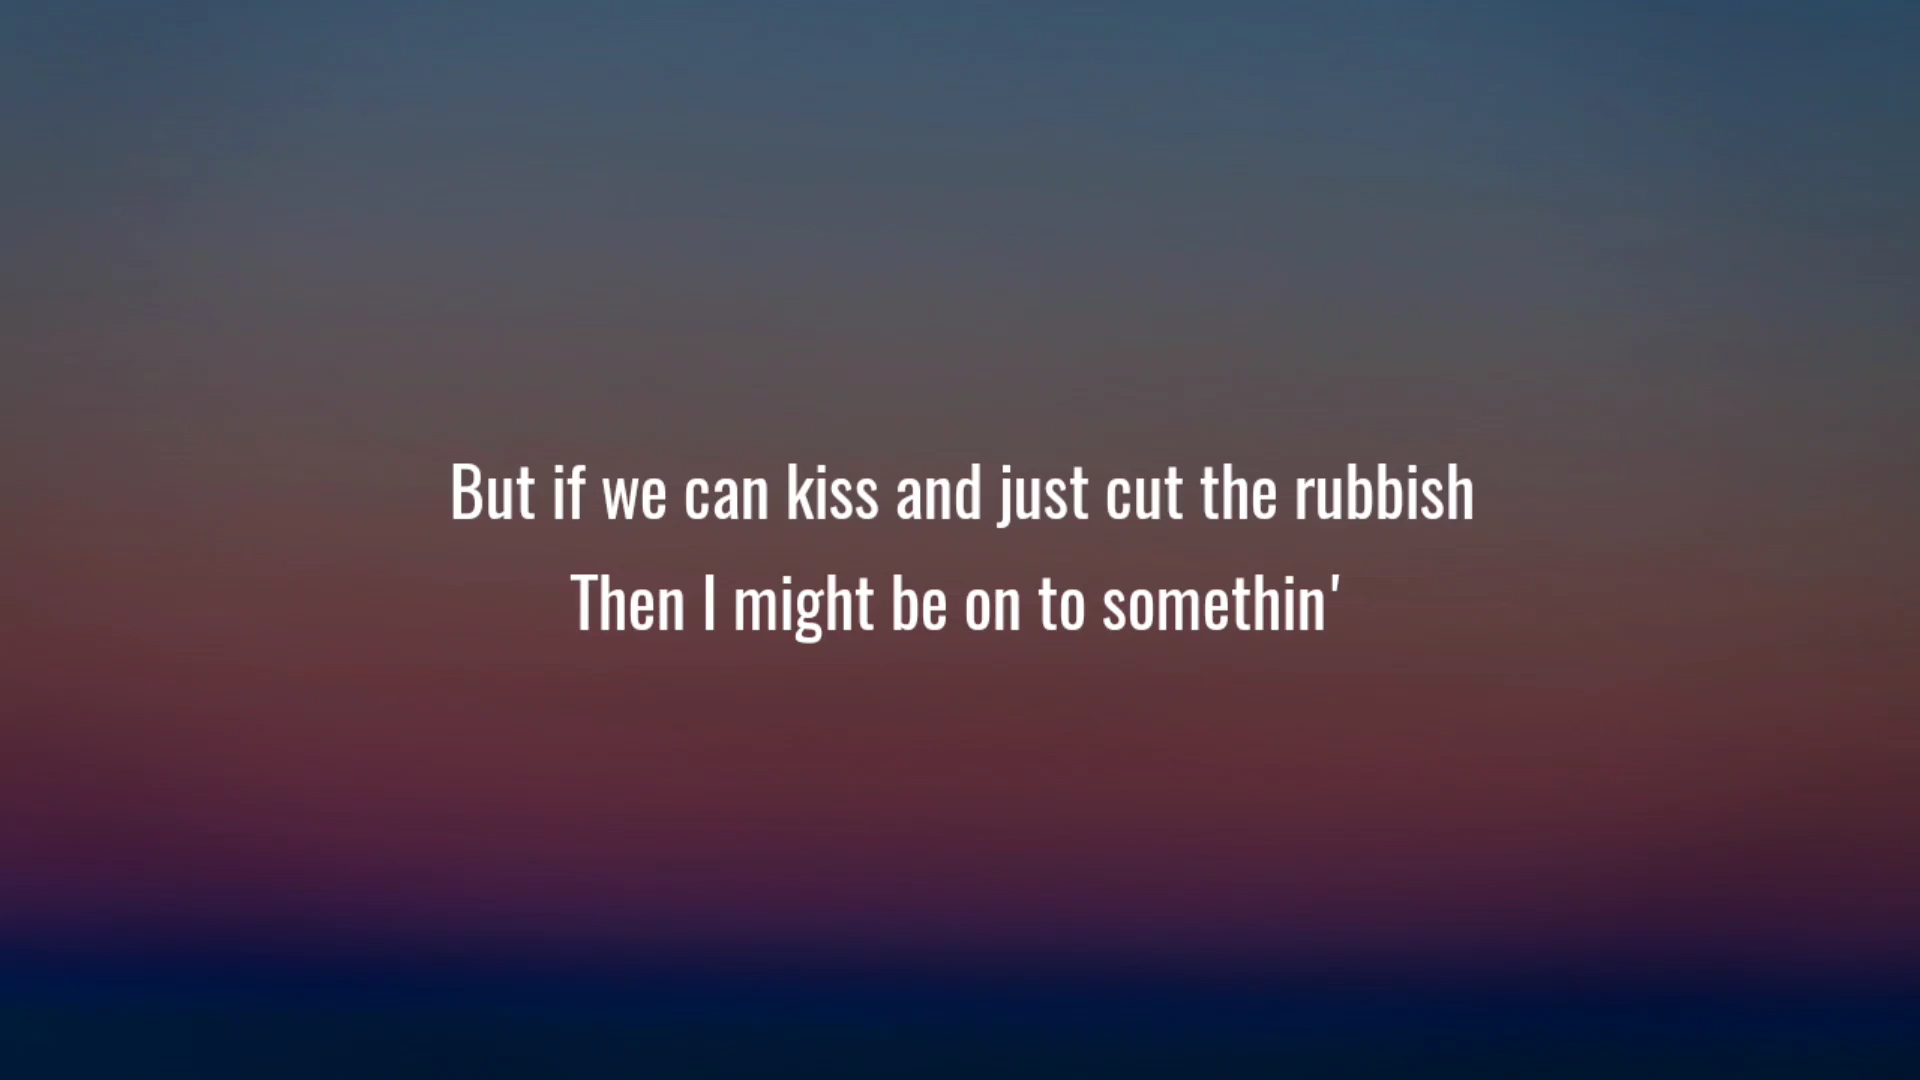 But if we can kiss and just cut the rubbish
Then I might be on to somethin'